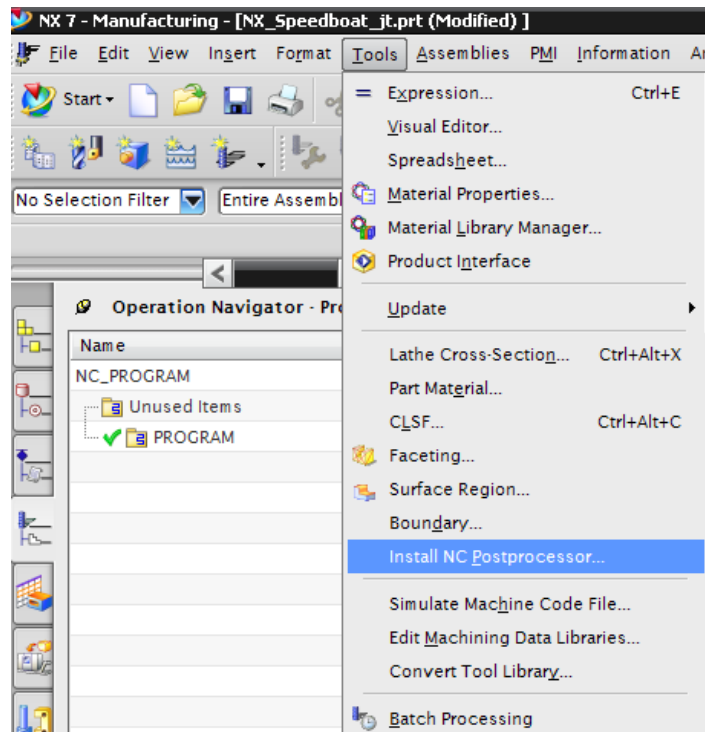 NX 7 - Manufacturing - [NX_Speedboat_jt.prt (Modified) ]
File Edit View Insert Format Tools Assemblies PMI Information
Start
No Selection Filter Entire Assembl
Operation Navigator - Pro
Name
NC_PROGRAM
Unused Items
PROGRAM
Expression... Ctrl+E
Visual Editor...
Spreadsheet...
Material Properties...
Material Library Manager...
Product Interface
Update
Lathe Cross-Section... Ctrl+Alt+X
Part Material...
CLSF... Ctrl+Alt+C
Faceting...
Surface Region...
Boundary...
Install NC Postprocessor...
Simulate Machine Code File...
Edit Machining Data Libraries...
Convert Tool Library...
Batch Processing